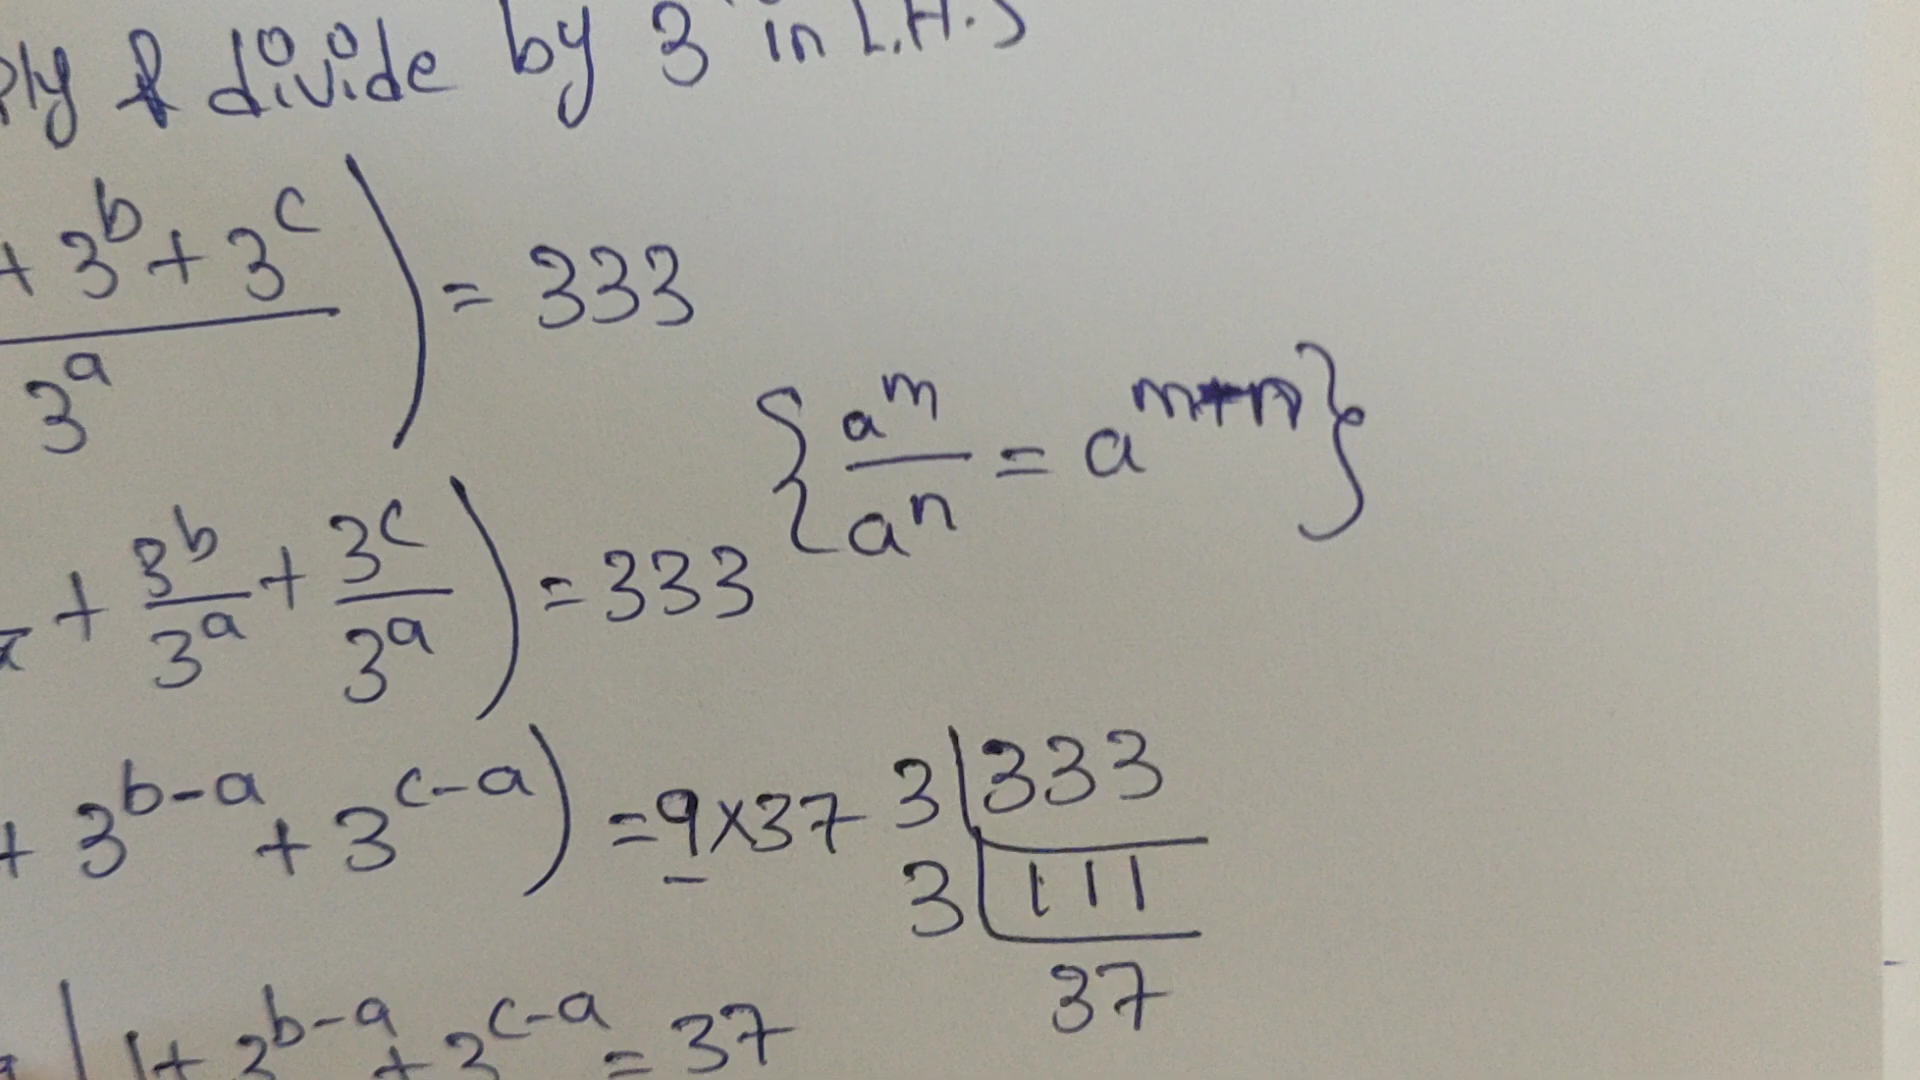 ply & divide by 3 in L.H.S
+ 3^b + 3^c ) = 333
3^a
{ a^m / a^n = a^(m+n) }
+ 3^b / 3^a + 3^c / 3^a ) = 333
+ 3^(b-a) + 3^(c-a) ) = 9×37
3 | 333
3 | 111
37
| 1 + 3^(b-a) + 3^(c-a) = 37